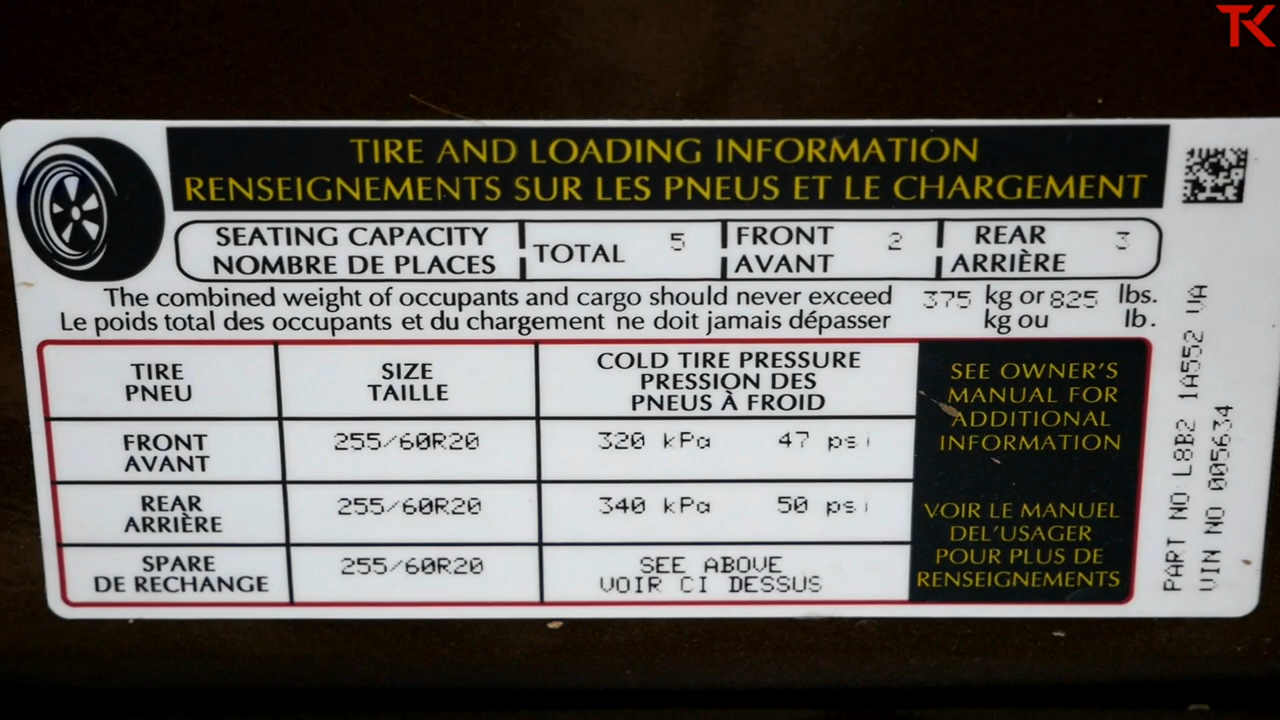 TK
TIRE AND LOADING INFORMATION
RENSEIGNEMENTS SUR LES PNEUS ET LE CHARGEMENT
SEATING CAPACITY
NOMBRE DE PLACES
TOTAL 5
FRONT 2
AVANT
REAR 3
ARRIÈRE
The combined weight of occupants and cargo should never exceed 375 kg or 825 lbs.
Le poids total des occupants et du chargement ne doit jamais dépasser kg ou lb.
TIRE
PNEU
SIZE
TAILLE
COLD TIRE PRESSURE
PRESSION DES
PNEUS À FROID
FRONT
AVANT
255/60R20
320 kPa 47 psi
REAR
ARRIÈRE
255/60R20
340 kPa 50 psi
SPARE
DE RECHANGE
255/60R20
SEE ABOVE
VOIR CI DESSUS
SEE OWNER'S
MANUAL FOR
ADDITIONAL
INFORMATION
VOIR LE MANUEL
DEL'USAGER
POUR PLUS DE
RENSEIGNEMENTS
PART NO L8B2 1A552 VA
VIN NO 005634